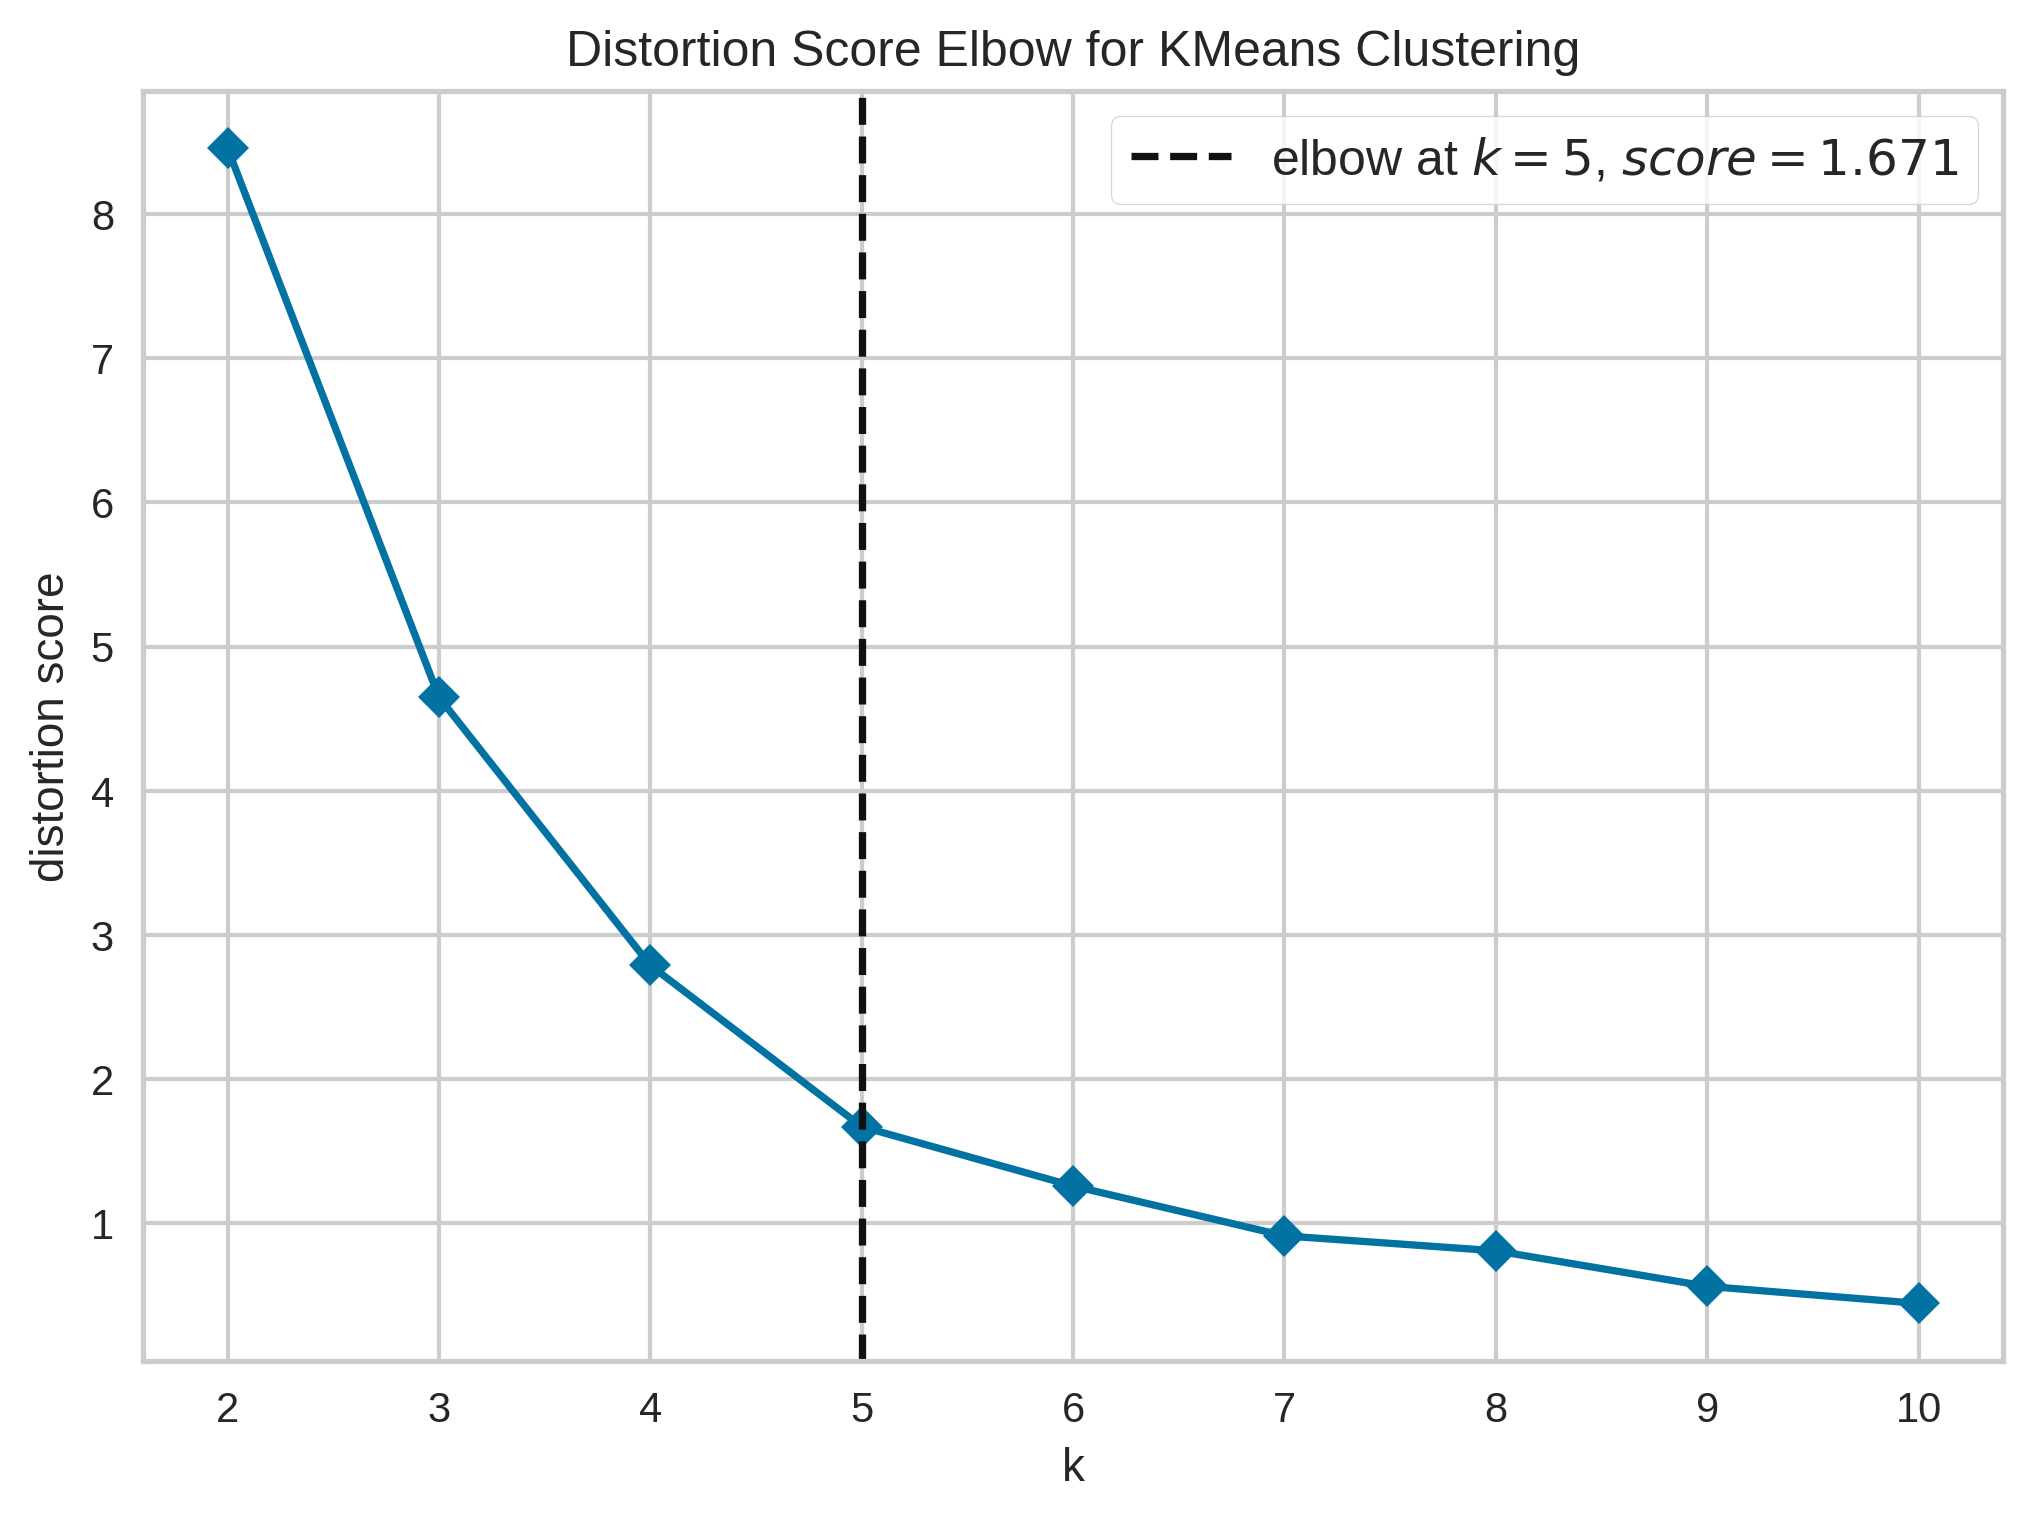 Distortion Score Elbow for KMeans Clustering
elbow at k = 5, score = 1.671
distortion score
8
7
6
5
4
3
2
1
2 3 4 5 6 7 8 9 10
k